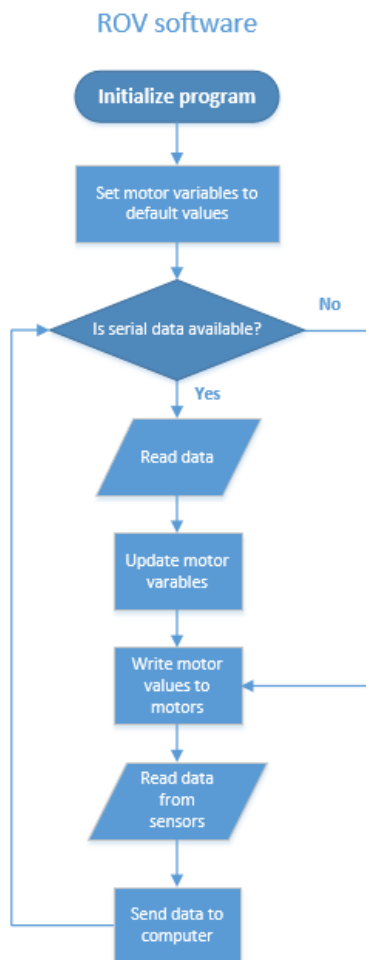 ROV software
Initialize program
Set motor variables to
default values
Is serial data available?
No
Yes
Read data
Update motor
varables
Write motor
values to
motors
Read data
from
sensors
Send data to
computer